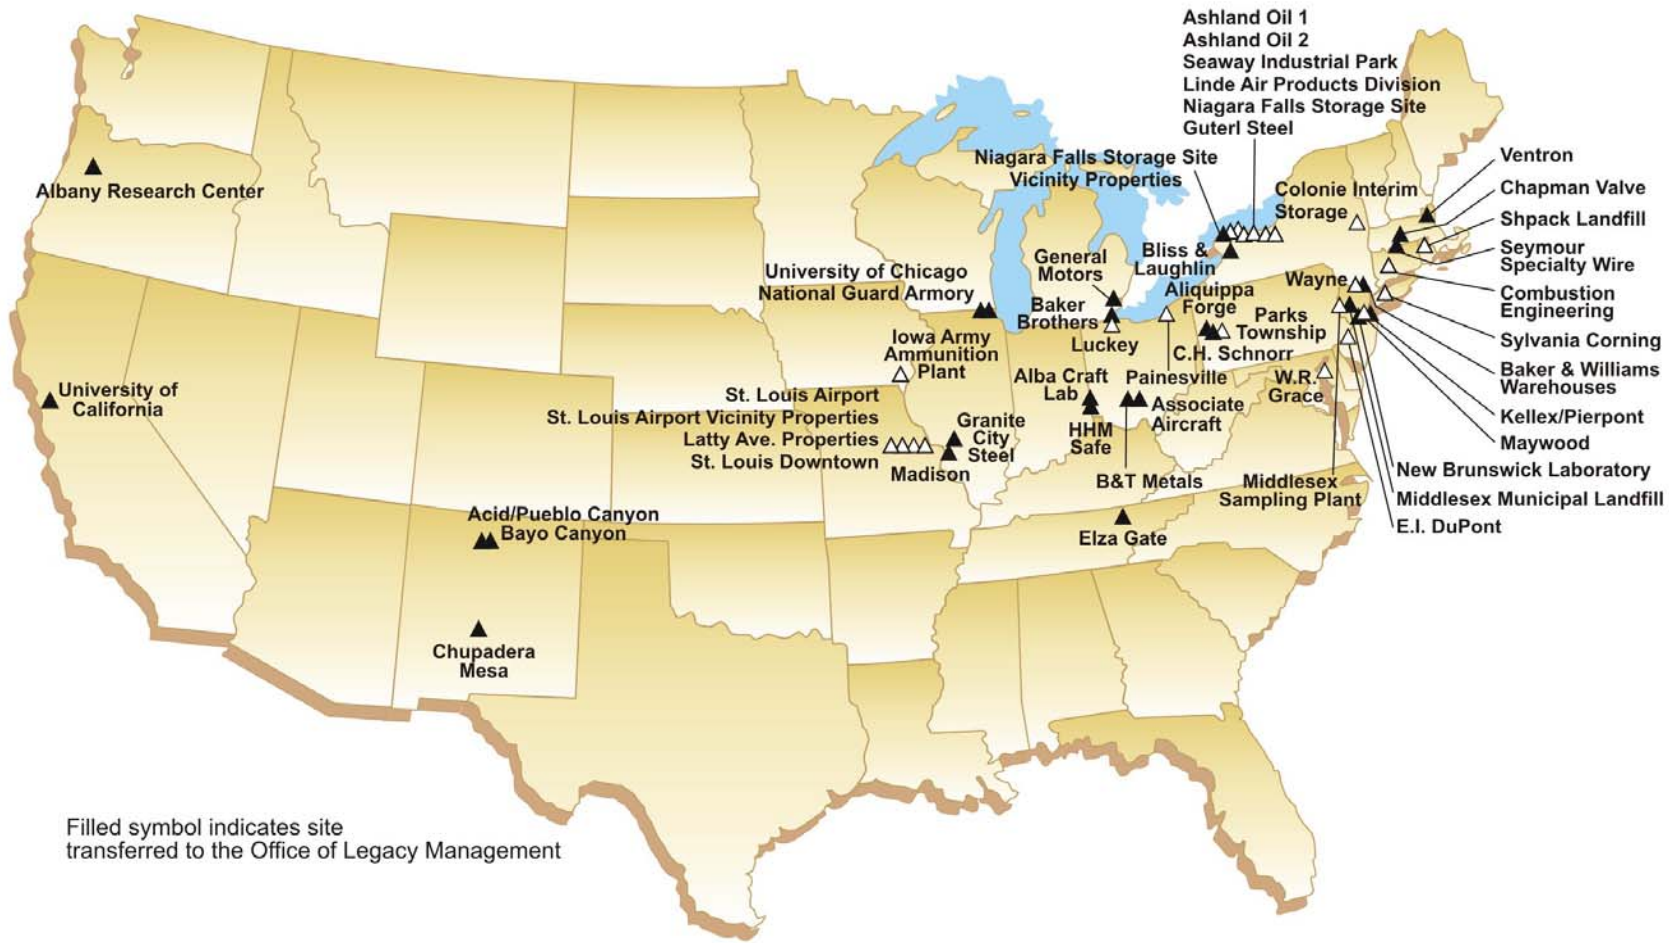 Ashland Oil 1
Ashland Oil 2
Seaway Industrial Park
Linde Air Products Division
Niagara Falls Storage Site
Guterl Steel
Niagara Falls Storage Site
Vicinity Properties
Colonie Interim
Storage
Ventron
Chapman Valve
Shpack Landfill
Seymour
Specialty Wire
Combustion
Engineering
Sylvania Corning
Baker & Williams
Warehouses
Kellex/Pierpont
Maywood
New Brunswick Laboratory
Middlesex Municipal Landfill
E.I. DuPont
Albany Research Center
University of
California
University of Chicago
National Guard Armory
General
Motors
Bliss &
Laughlin
Wayne
Aliquippa
Forge
Baker
Brothers
Parks
Township
Luckey
C.H. Schnorr
Iowa Army
Ammunition
Plant
Alba Craft
Lab
Painesville
W.R.
Grace
St. Louis Airport
St. Louis Airport Vicinity Properties
Latty Ave. Properties
St. Louis Downtown
Granite
City
Steel
Madison
HHM
Safe
Associate
Aircraft
B&T Metals
Middlesex
Sampling Plant
Acid/Pueblo Canyon
Bayo Canyon
Elza Gate
Chupadera
Mesa
Filled symbol indicates site
transferred to the Office of Legacy Management